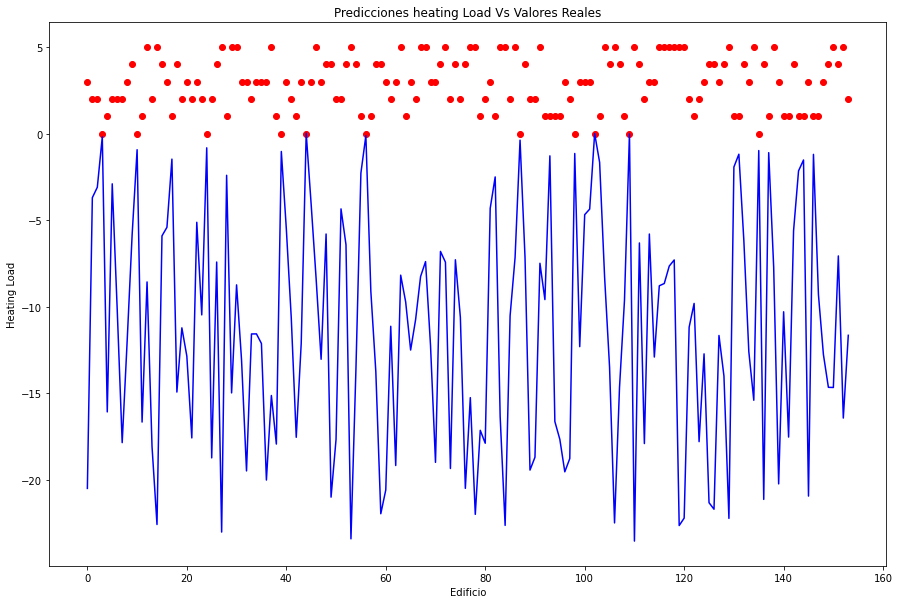 Predicciones heating Load Vs Valores Reales
Heating Load
5
0
−5
−10
−15
−20
0 20 40 60 80 100 120 140 160
Edificio